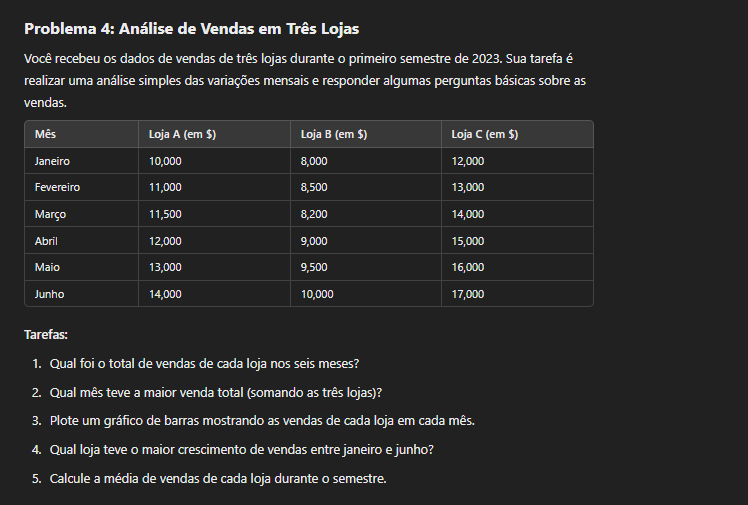 Problema 4: Análise de Vendas em Três Lojas
Você recebeu os dados de vendas de três lojas durante o primeiro semestre de 2023. Sua tarefa é
realizar uma análise simples das variações mensais e responder algumas perguntas básicas sobre as
vendas.
Mês Loja A (em $) Loja B (em $) Loja C (em $)
Janeiro 10,000 8,000 12,000
Fevereiro 11,000 8,500 13,000
Março 11,500 8,200 14,000
Abril 12,000 9,000 15,000
Maio 13,000 9,500 16,000
Junho 14,000 10,000 17,000
Tarefas:
1. Qual foi o total de vendas de cada loja nos seis meses?
2. Qual mês teve a maior venda total (somando as três lojas)?
3. Plote um gráfico de barras mostrando as vendas de cada loja em cada mês.
4. Qual loja teve o maior crescimento de vendas entre janeiro e junho?
5. Calcule a média de vendas de cada loja durante o semestre.